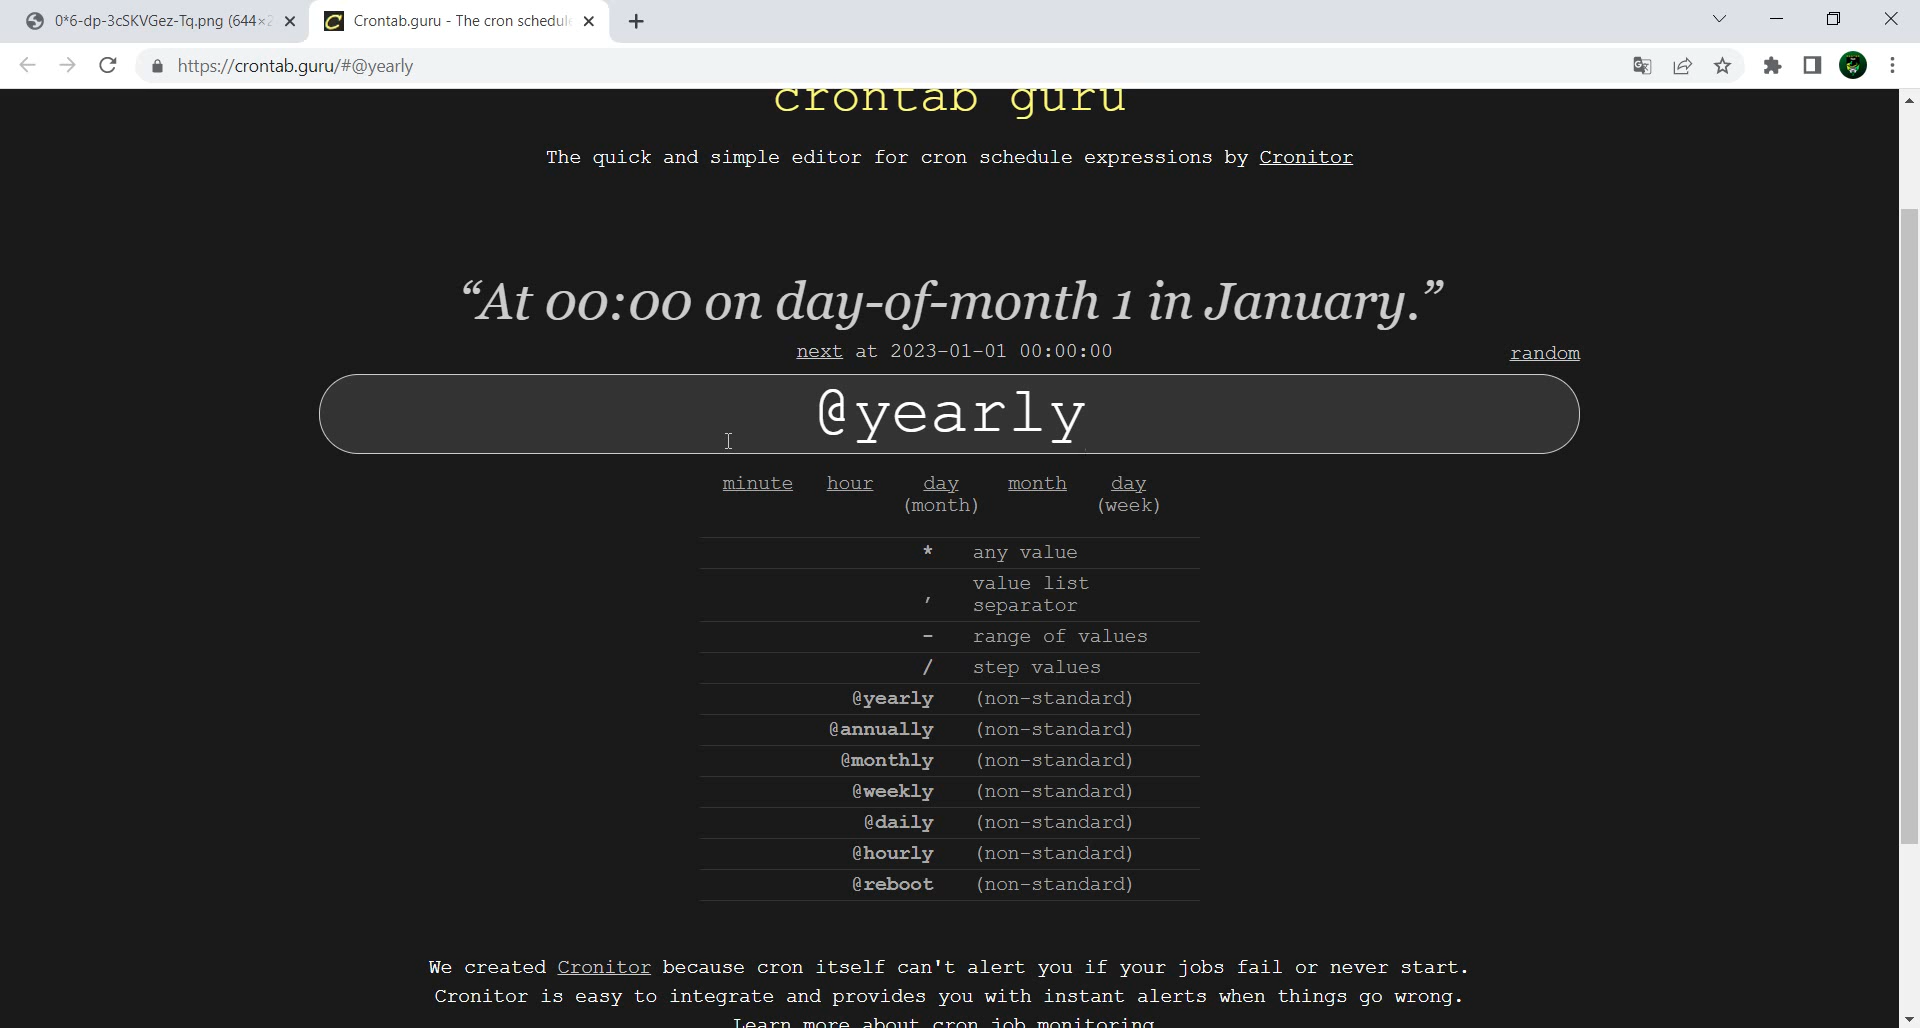 0*6-dp-3cSKVGez-Tq.png (644×2
Crontab.guru - The cron schedule
https://crontab.guru/#@yearly
crontab guru
The quick and simple editor for cron schedule expressions by Cronitor
“At 00:00 on day-of-month 1 in January.”
next at 2023-01-01 00:00:00
random
@yearly
minute hour day month day
(month) (week)
* any value
, value list
separator
- range of values
/ step values
@yearly (non-standard)
@annually (non-standard)
@monthly (non-standard)
@weekly (non-standard)
@daily (non-standard)
@hourly (non-standard)
@reboot (non-standard)
We created Cronitor because cron itself can't alert you if your jobs fail or never start.
Cronitor is easy to integrate and provides you with instant alerts when things go wrong.
Learn more about cron job monitoring